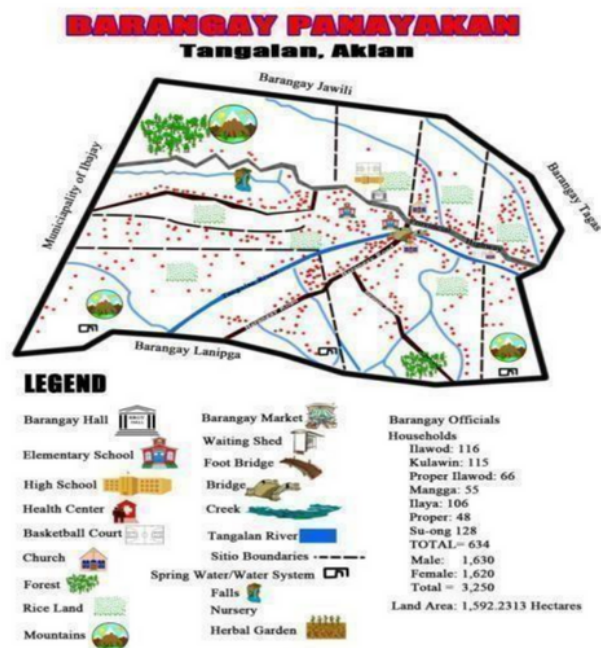 BARANGAY PANAYAKAN
Tangalan, Aklan
Barangay Jawili
Municiapality of Ibajay
Barangay Tagas
Barangay Lanipga
LEGEND
Barangay Hall
Elementary School
High School
Health Center
Basketball Court
Church
Forest
Rice Land
Mountains
Barangay Market
Waiting Shed
Foot Bridge
Bridge
Creek
Tangalan River
Sitio Boundaries
Spring Water/Water System
Falls
Nursery
Herbal Garden
Barangay Officials
Households
Ilawod: 116
Kulawin: 115
Proper Ilawod: 66
Mangga: 55
Ilaya: 106
Proper: 48
Su-ong 128
TOTAL= 634
Male: 1,630
Female: 1,620
Total = 3,250
Land Area: 1,592.2313 Hectares